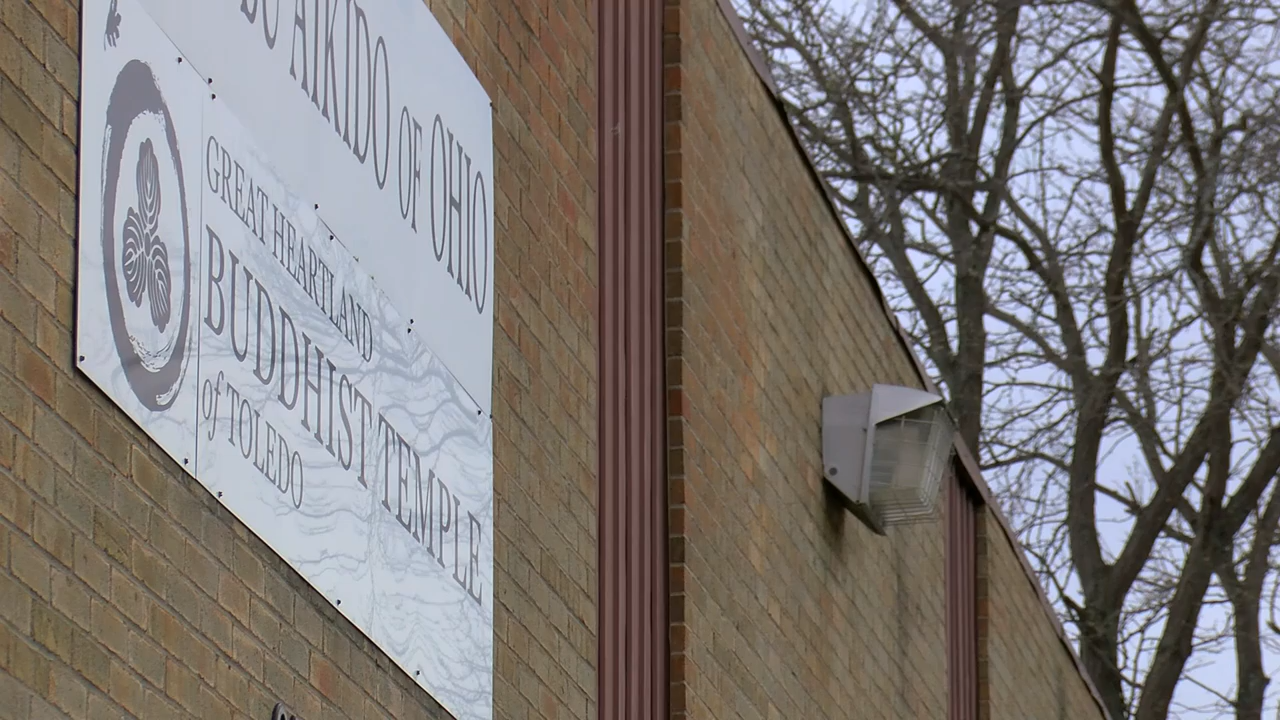 AIKIDO OF OHIO
GREAT HEARTLAND
BUDDHIST TEMPLE
of TOLEDO